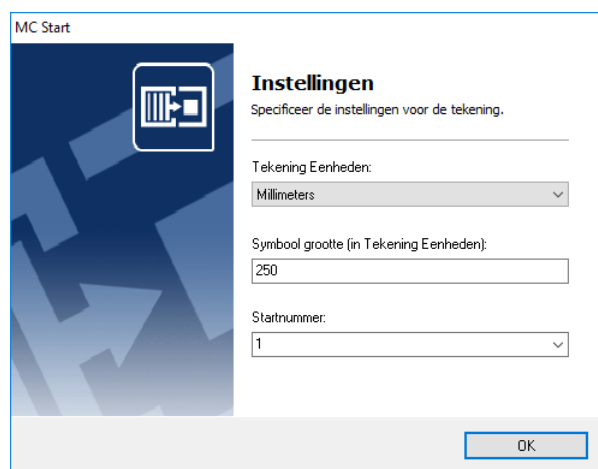 MC Start
Instellingen
Specificeer de instellingen voor de tekening.
Tekening Eenheden:
Millimeters
Symbool grootte (in Tekening Eenheden):
250
Startnummer:
1
OK